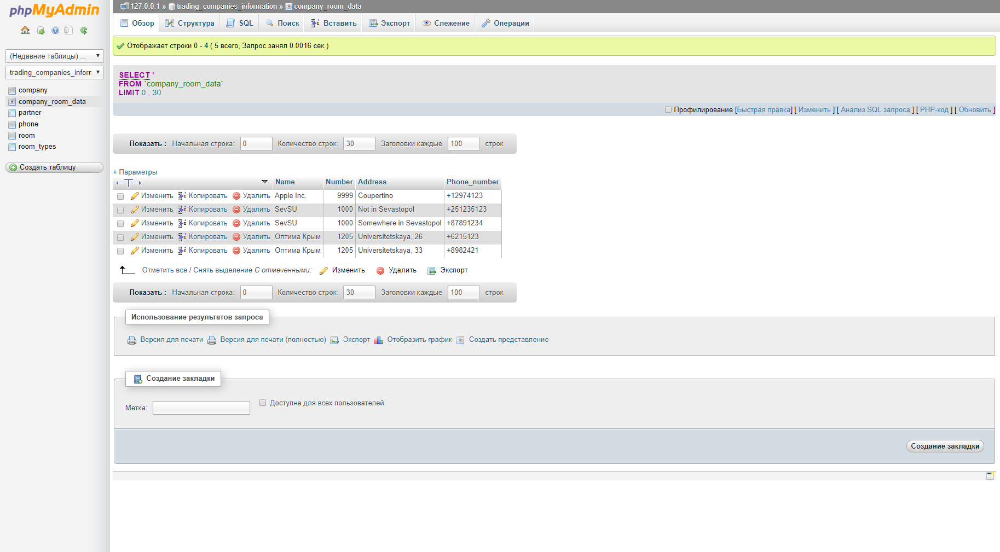 phpMyAdmin
(Недавние таблицы) ...
trading_companies_inforn
company
company_room_data
partner
phone
room
room_types
Создать таблицу
127.0.0.1 » trading_companies_information » company_room_data
Обзор Структура SQL Поиск Вставить Экспорт Слежение Операции
Отображает строки 0 - 4 ( 5 всего, Запрос занял 0.0016 сек.)
SELECT *
FROM `company_room_data`
LIMIT 0 , 30
Профилирование [Быстрая правка] [ Изменить ] [ Анализ SQL запроса ] [ PHP-код ] [ Обновить ]
Показать : Начальная строка: 0 Количество строк: 30 Заголовки каждые 100 строк
+ Параметры
←T→ Name Number Address Phone_number
Изменить Копировать Удалить Apple Inc. 9999 Coupertino +12974123
Изменить Копировать Удалить SevSU 1000 Not in Sevastopol +251235123
Изменить Копировать Удалить SevSU 1000 Somewhere in Sevastopol +87891234
Изменить Копировать Удалить Оптима Крым 1205 Universitetskaya, 26 +6215123
Изменить Копировать Удалить Оптима Крым 1205 Universitetskaya, 33 +8982421
Отметить все / Снять выделение С отмеченными: Изменить Удалить Экспорт
Показать : Начальная строка: 0 Количество строк: 30 Заголовки каждые 100 строк
Использование результатов запроса
Версия для печати Версия для печати (полностью) Экспорт Отобразить график Создать представление
Создание закладки
Метка: Доступна для всех пользователей
Создание закладки